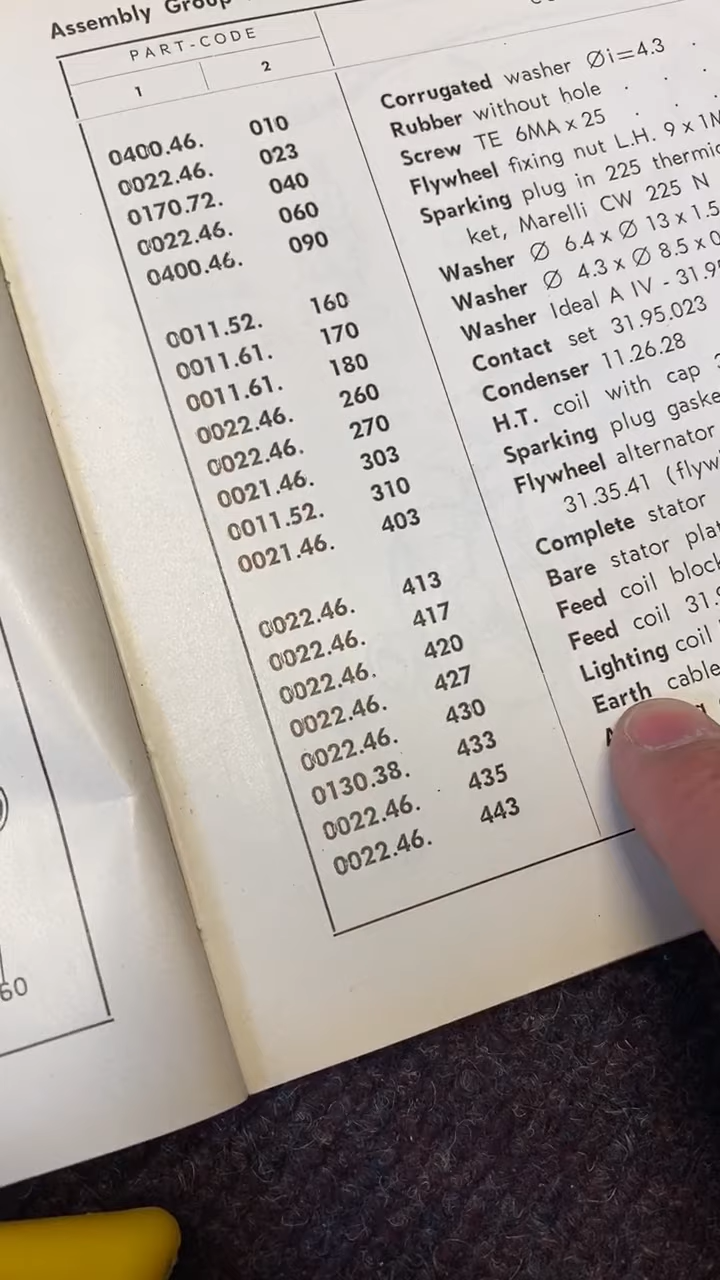 Assembly Group
PART-CODE
1 2
0400.46. 010 Corrugated washer Øi=4.3
0022.46. 023 Rubber without hole
0170.72. 040 Screw TE 6MA x 25
0022.46. 060 Flywheel fixing nut L.H. 9 x 1
0400.46. 090 Sparking plug in 225 thermic
ket, Marelli CW 225 N
0011.52. 160 Washer Ø 6.4 x Ø 13 x 1.5
0011.61. 170 Washer Ø 4.3 x Ø 8.5 x
0011.61. 180 Washer Ideal A IV - 31.9
0022.46. 260 Contact set 31.95.023
0022.46. 270 Condenser 11.26.28
0021.46. 303 H.T. coil with cap
0011.52. 310 Sparking plug gaske
0021.46. 403 Flywheel alternator
31.35.41 (flyw
0022.46. 413 Complete stator
0022.46. 417 Bare stator plat
0022.46. 420 Feed coil block
0022.46. 427 Feed coil 31.9
0022.46. 430 Lighting coil
0130.38. 433 Earth cable
0022.46. 435
0022.46. 443
60